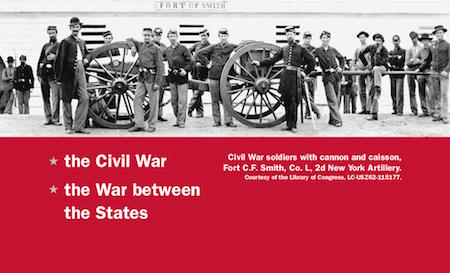 FORT C.F. SMITH
the Civil War
the War between
the States
Civil War soldiers with cannon and caisson,
Fort C.F. Smith, Co. L, 2d New York Artillery.
Courtesy of the Library of Congress, LC-USZ62-115177.